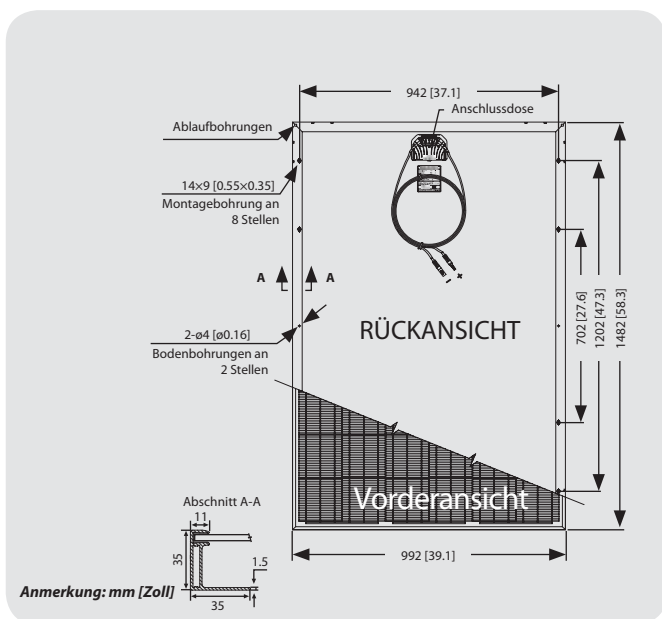 942 [37.1]
Anschlussdose
Ablaufbohrungen
14×9 [0.55×0.35]
Montagebohrung an
8 Stellen
A A
2-ø4 [ø0.16]
Bodenbohrungen an
2 Stellen
RÜCKANSICHT
702 [27.6]
1202 [47.3]
1482 [58.3]
Vorderansicht
Abschnitt A-A
11
35
1.5
35
992 [39.1]
Anmerkung: mm [Zoll]